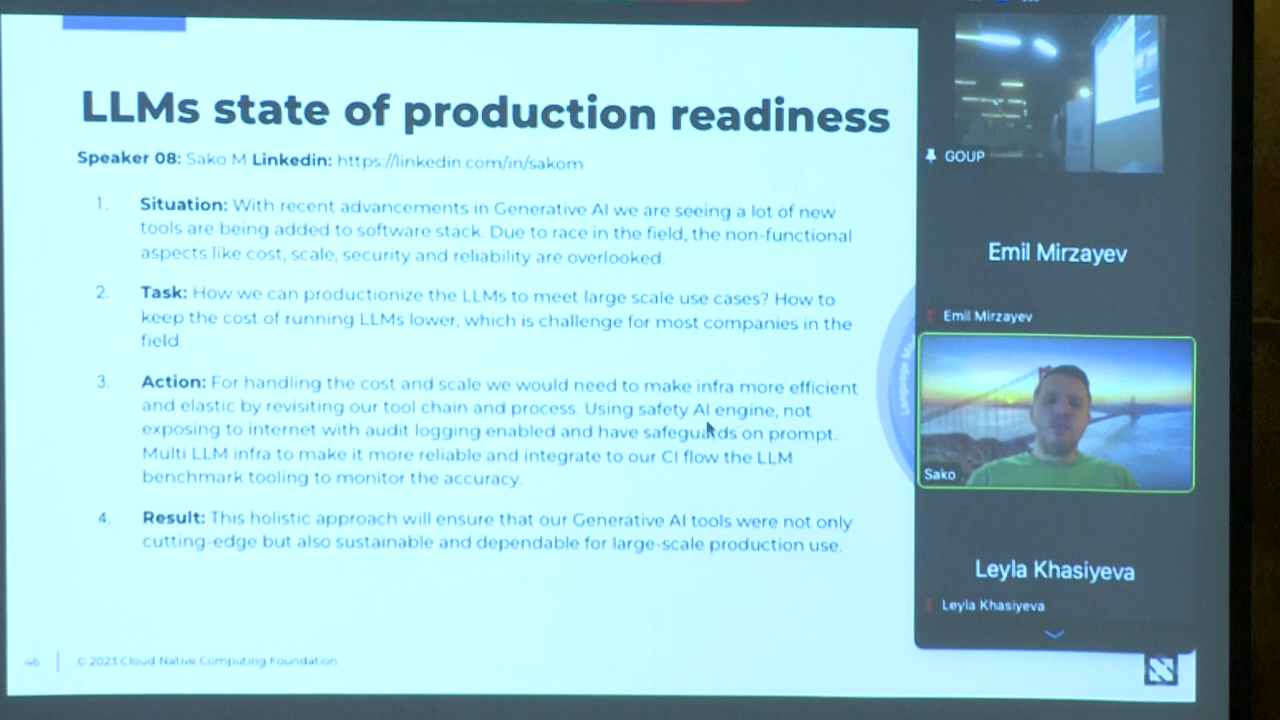 LLMs state of production readiness
Speaker 08: Sako M Linkedin: https://linkedin.com/in/sakom
1. Situation: With recent advancements in Generative AI we are seeing a lot of new
tools are being added to software stack. Due to race in the field, the non-functional
aspects like cost, scale, security and reliability are overlooked.
2. Task: How we can productionize the LLMs to meet large scale use cases? How to
keep the cost of running LLMs lower, which is challenge for most companies in the
field.
3. Action: For handling the cost and scale we would need to make infra more efficient
and elastic by revisiting our tool chain and process. Using safety AI engine, not
exposing to internet with audit logging enabled and have safeguards on prompt.
Multi LLM infra to make it more reliable and integrate to our CI flow the LLM
benchmark tooling to monitor the accuracy.
4. Result: This holistic approach will ensure that our Generative AI tools were not only
cutting-edge but also sustainable and dependable for large-scale production use.
46
© 2023 Cloud Native Computing Foundation
Language
GOUP
Emil Mirzayev
Emil Mirzayev
Sako
Leyla Khasiyeva
Leyla Khasiyeva